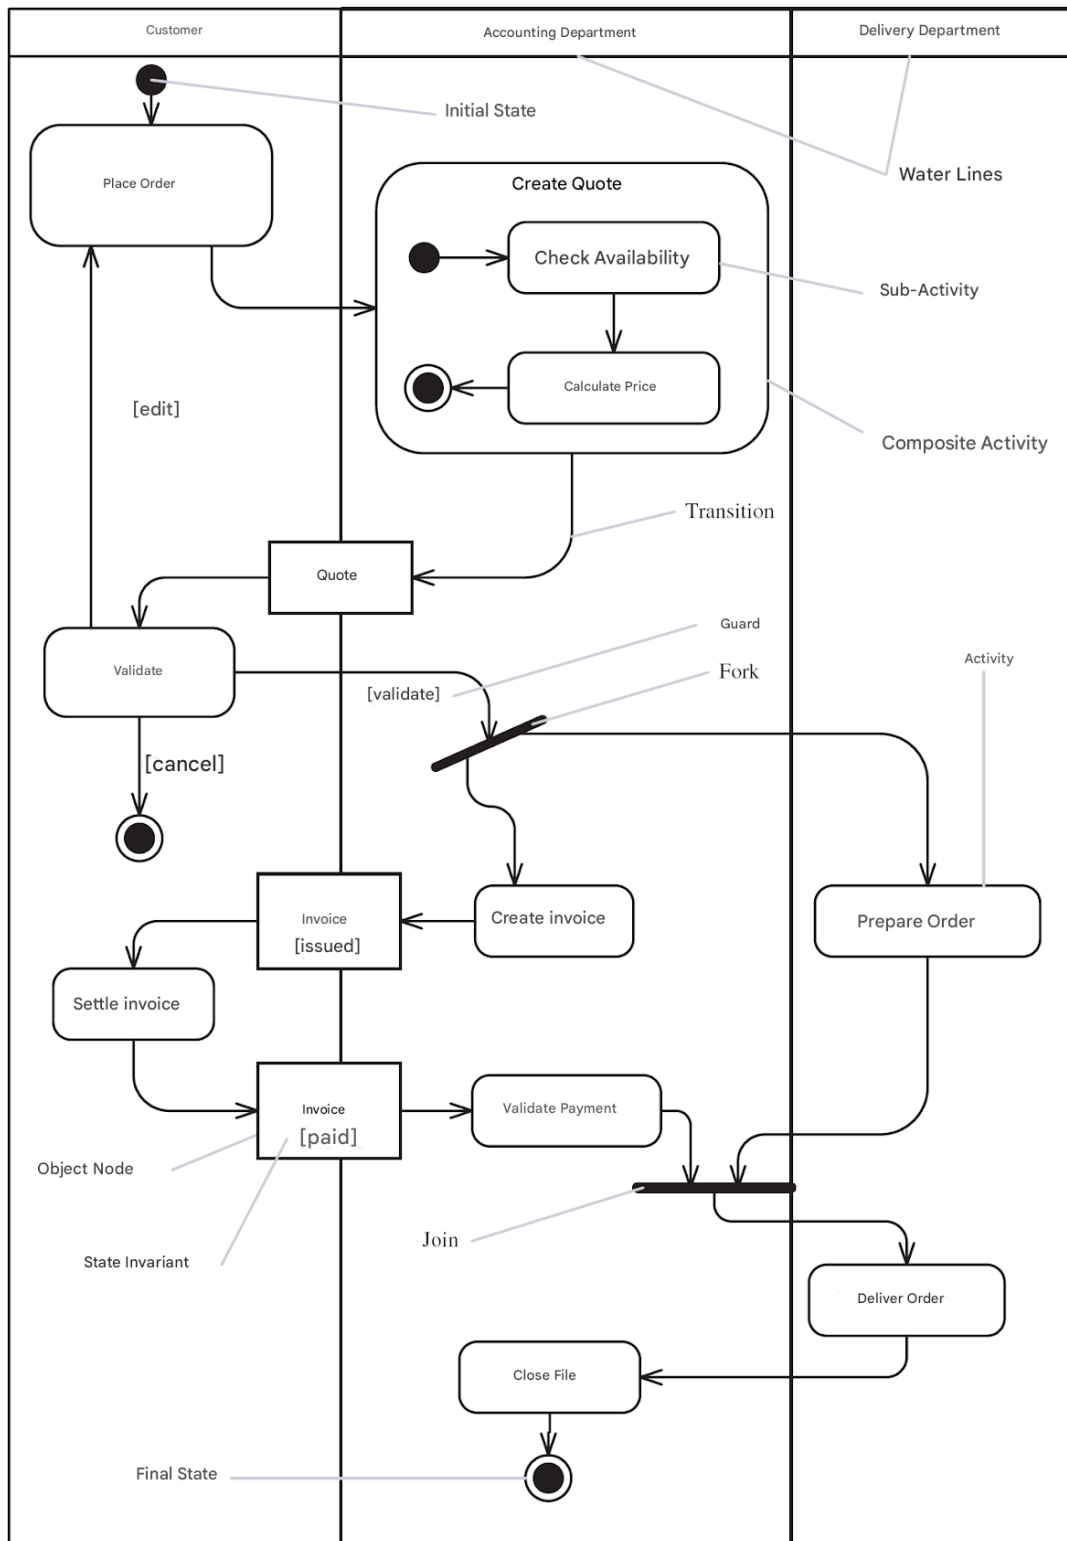 Customer
Accounting Department
Delivery Department
Initial State
Place Order
Water Lines
Create Quote
Check Availability
Sub-Activity
Calculate Price
[edit]
Composite Activity
Transition
Quote
Guard
Activity
Validate
Fork
[validate]
[cancel]
Invoice
[issued]
Create invoice
Prepare Order
Settle invoice
Invoice
[paid]
Validate Payment
Object Node
Join
State Invariant
Deliver Order
Close File
Final State